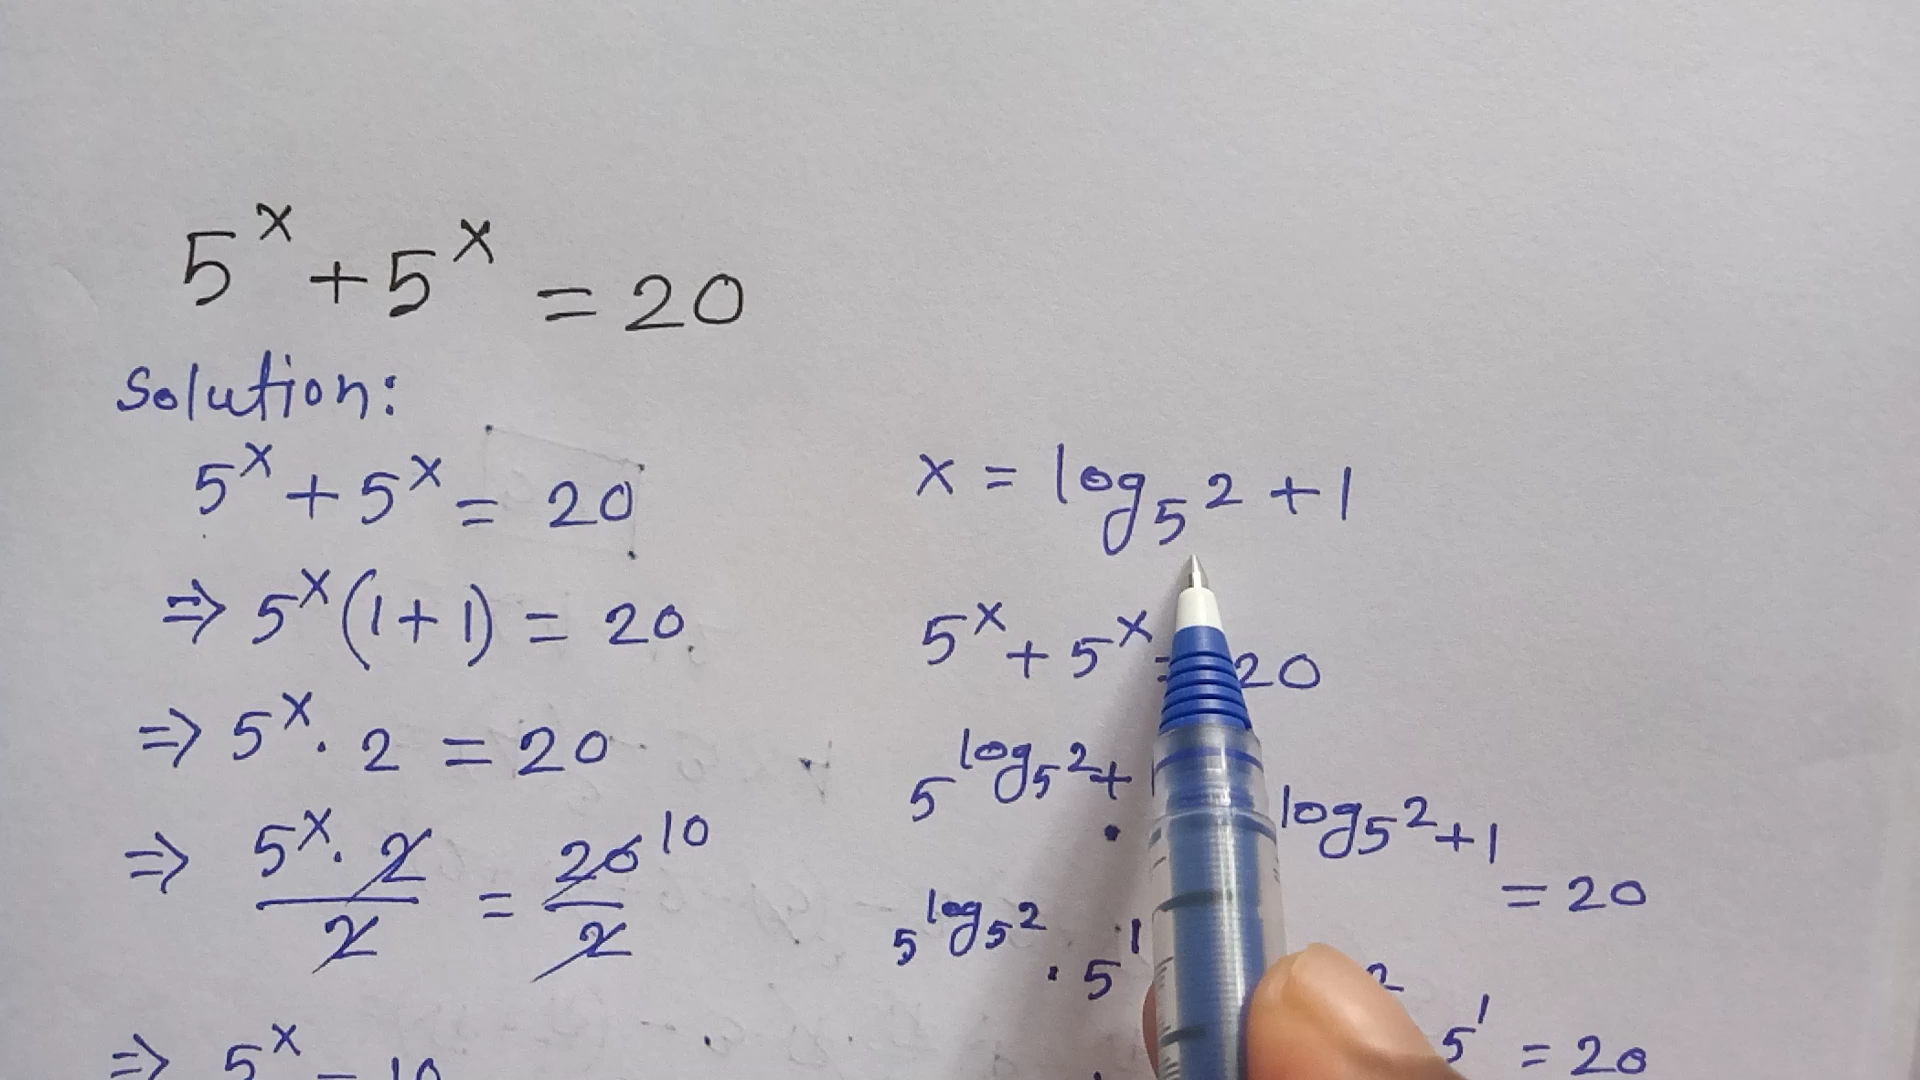 5^x + 5^x = 20
Solution:
5^x + 5^x = 20
⇒ 5^x (1+1) = 20
⇒ 5^x . 2 = 20
⇒ 5^x . 2 / 2 = 20 / 2 10
⇒ 5^x = 10
x = log₅2 + 1
5^x + 5^x = 20
5^log₅2 + log₅2 + 1 = 20
5^log₅2 . 5^1 2 5^1 = 20